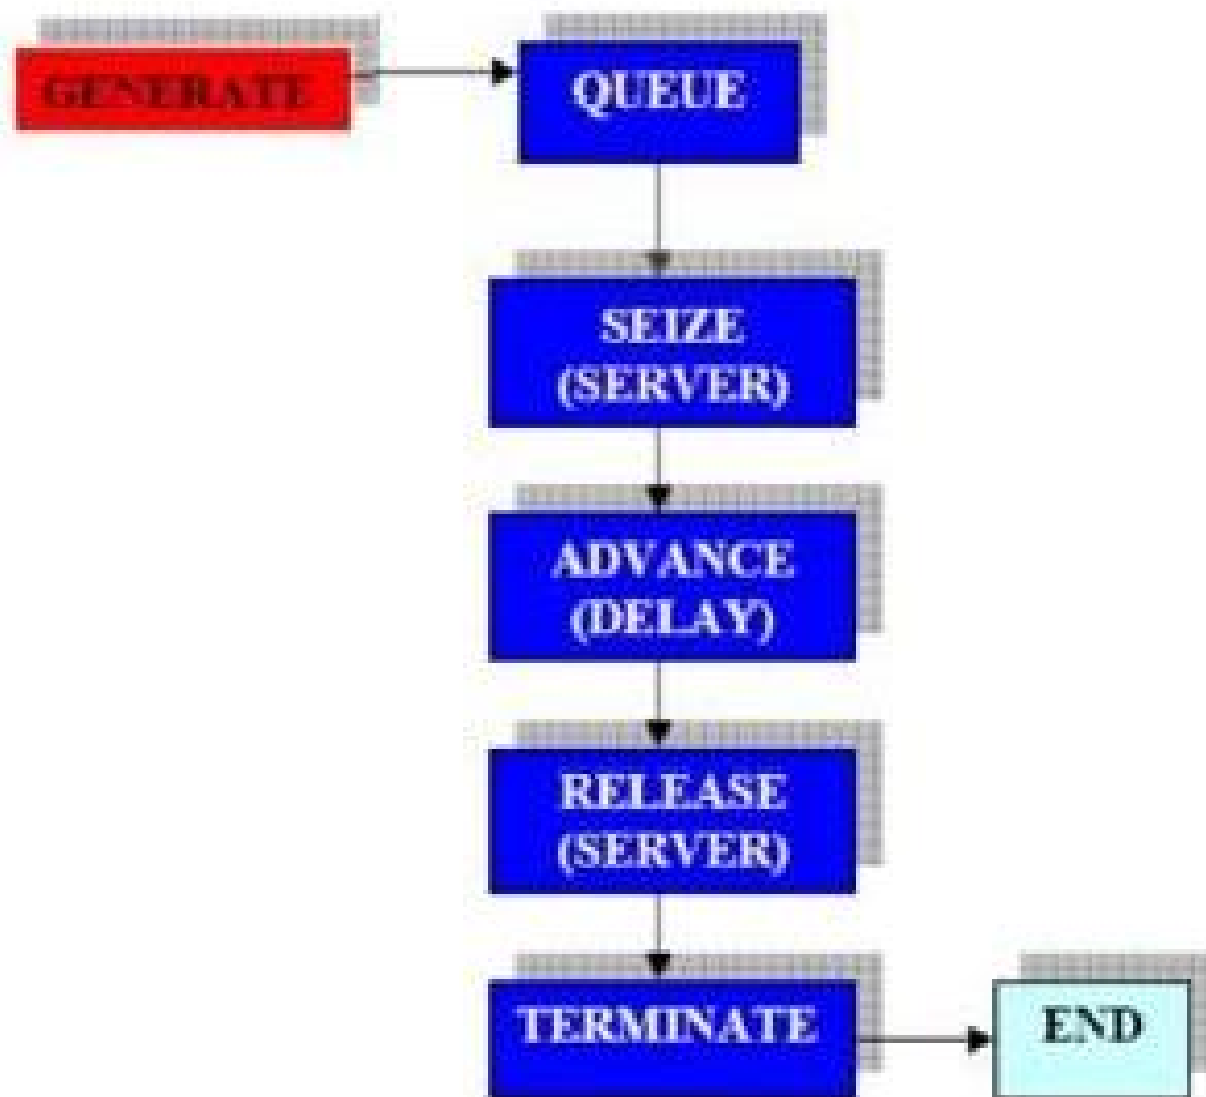 GENERATE
QUEUE
SEIZE
(SERVER)
ADVANCE
(DELAY)
RELEASE
(SERVER)
TERMINATE
END